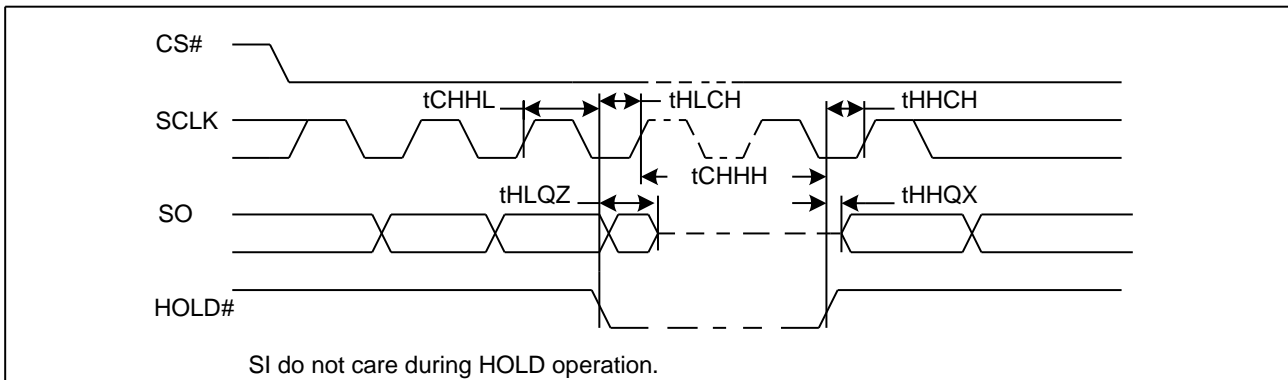 CS#
tCHHL
tHLCH
tHHCH
SCLK
tCHHH
tHLQZ
tHHQX
SO
HOLD#
SI do not care during HOLD operation.